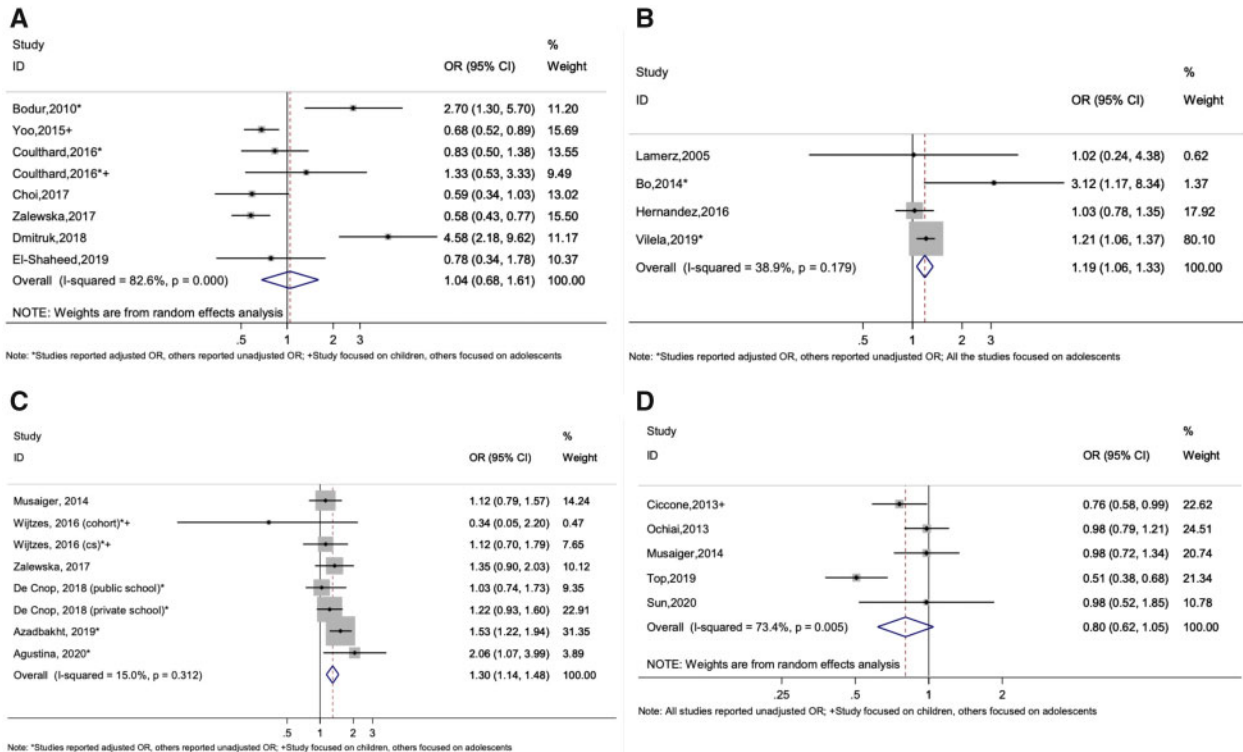 A
Study %
ID OR (95% CI) Weight
Bodur,2010* 2.70 (1.30, 5.70) 11.20
Yoo,2015+ 0.68 (0.52, 0.89) 15.69
Coulthard,2016* 0.83 (0.50, 1.38) 13.55
Coulthard,2016*+ 1.33 (0.53, 3.33) 9.49
Choi,2017 0.59 (0.34, 1.03) 13.02
Zalewska,2017 0.58 (0.43, 0.77) 15.50
Dmitruk,2018 4.58 (2.18, 9.62) 11.17
El-Shaheed,2019 0.78 (0.34, 1.78) 10.37
Overall (I-squared = 82.6%, p = 0.000) 1.04 (0.68, 1.61) 100.00
NOTE: Weights are from random effects analysis
.5 1 2 3
Note: *Studies reported adjusted OR, others reported unadjusted OR; +Study focused on children, others focused on adolescents
B
Study %
ID OR (95% CI) Weight
Lamerz,2005 1.02 (0.24, 4.38) 0.62
Bo,2014* 3.12 (1.17, 8.34) 1.37
Hernandez,2016 1.03 (0.78, 1.35) 17.92
Vilela,2019* 1.21 (1.06, 1.37) 80.10
Overall (I-squared = 38.9%, p = 0.179) 1.19 (1.06, 1.33) 100.00
.5 1 2 3
Note: *Studies reported adjusted OR, others reported unadjusted OR; All the studies focused on adolescents
C
Study %
ID OR (95% CI) Weight
Musaiger, 2014 1.12 (0.79, 1.57) 14.24
Wijtzes, 2016 (cohort)*+ 0.34 (0.05, 2.20) 0.47
Wijtzes, 2016 (cs)*+ 1.12 (0.70, 1.79) 7.65
Zalewska, 2017 1.35 (0.90, 2.03) 10.12
De Cnop, 2018 (public school)* 1.03 (0.74, 1.73) 9.35
De Cnop, 2018 (private school)* 1.22 (0.93, 1.60) 22.91
Azadbakht, 2019* 1.53 (1.22, 1.94) 31.35
Agustina, 2020* 2.06 (1.07, 3.99) 3.89
Overall (I-squared = 15.0%, p = 0.312) 1.30 (1.14, 1.48) 100.00
.5 1 2 3
Note: *Studies reported adjusted OR, others reported unadjusted OR; +Study focused on children, others focused on adolescents
D
Study %
ID OR (95% CI) Weight
Ciccone,2013+ 0.76 (0.58, 0.99) 22.62
Ochiai,2013 0.98 (0.79, 1.21) 24.51
Musaiger,2014 0.98 (0.72, 1.34) 20.74
Top,2019 0.51 (0.38, 0.68) 21.34
Sun,2020 0.98 (0.52, 1.85) 10.78
Overall (I-squared = 73.4%, p = 0.005) 0.80 (0.62, 1.05) 100.00
NOTE: Weights are from random effects analysis
.25 .5 1 2
Note: All studies reported unadjusted OR; +Study focused on children, others focused on adolescents